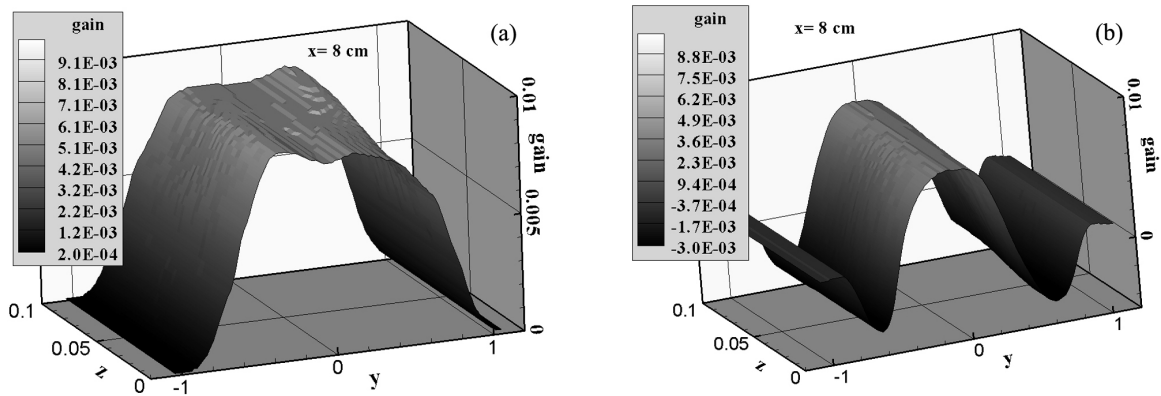 gain
9.1E-03
8.1E-03
7.1E-03
6.1E-03
5.1E-03
4.2E-03
3.2E-03
2.2E-03
1.2E-03
2.0E-04
x= 8 cm
(a)
0.01
gain
0.005
0
0.1
0.05
z
0
-1
0
y
1
gain
8.8E-03
7.5E-03
6.2E-03
4.9E-03
3.6E-03
2.3E-03
9.4E-04
-3.7E-04
-1.7E-03
-3.0E-03
x= 8 cm
(b)
0.01
gain
0
0.1
0.05
z
0
-1
0
y
1